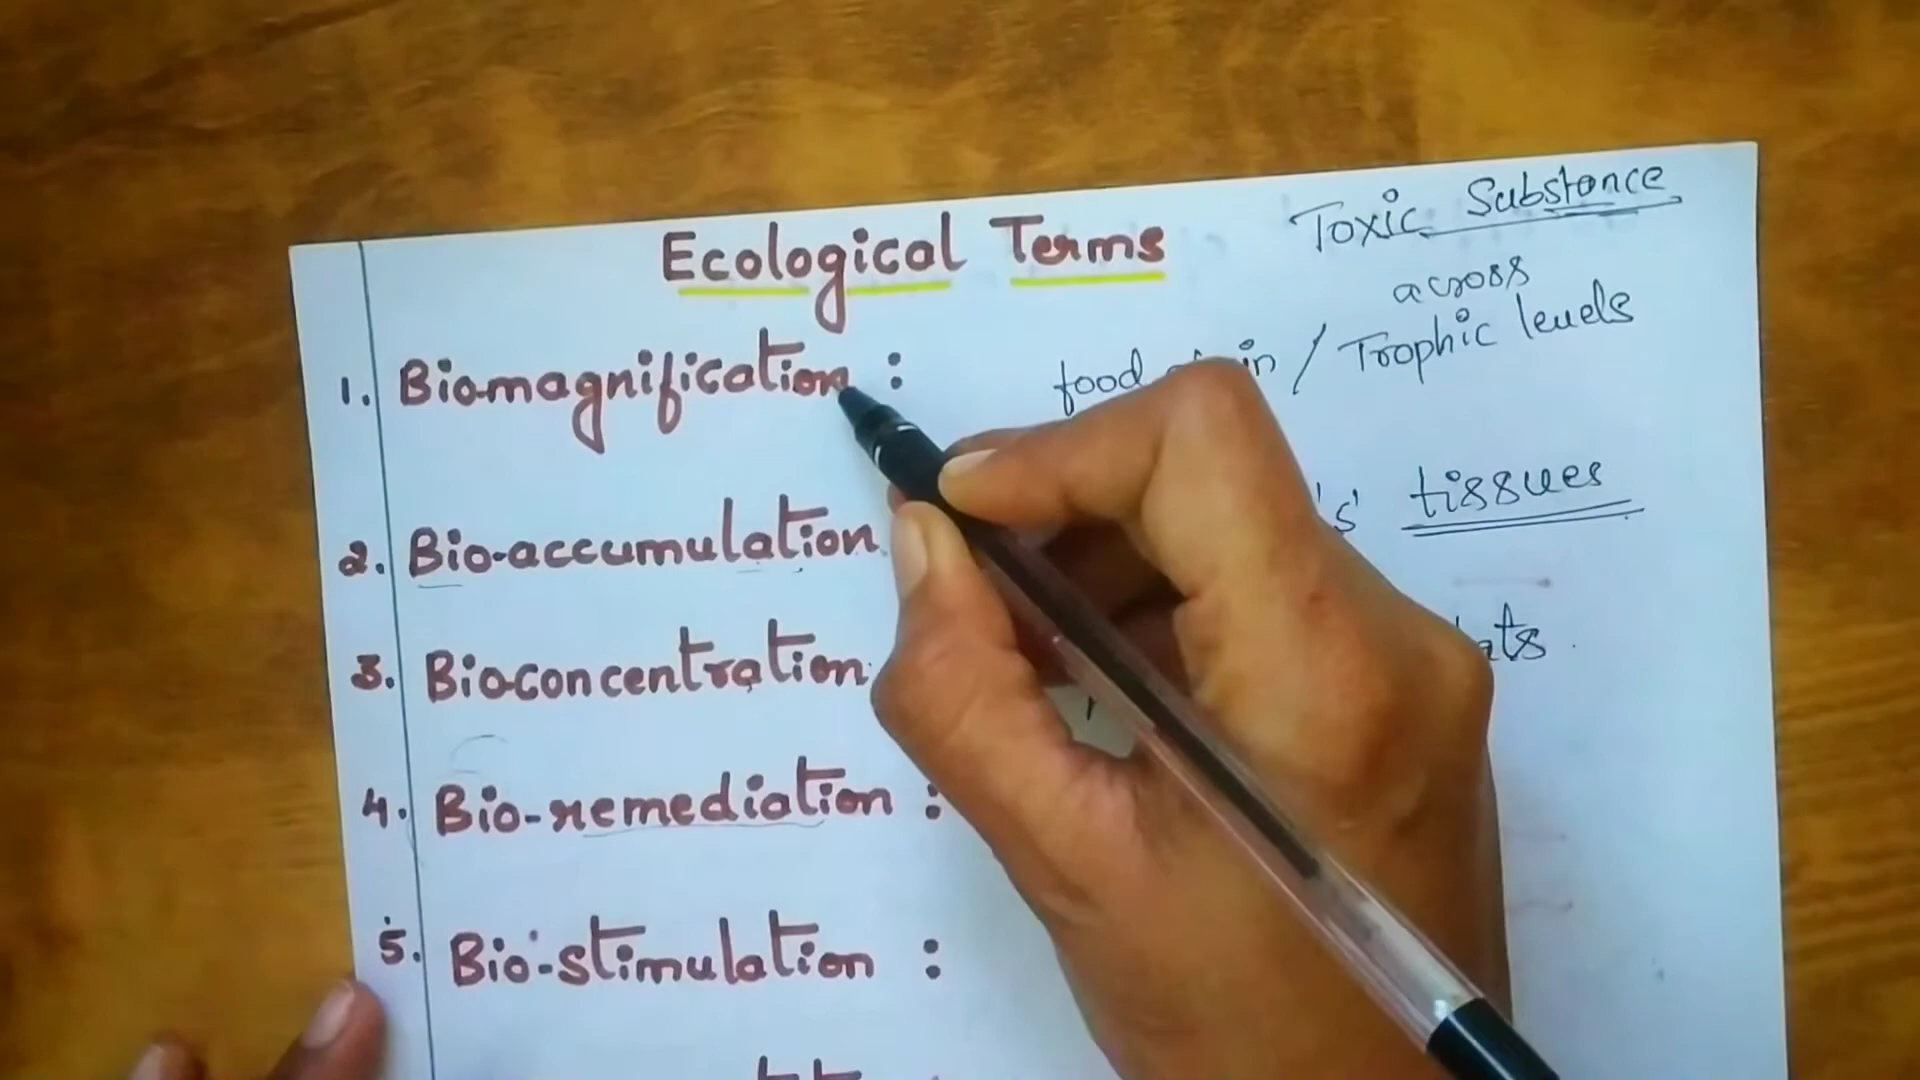 Ecological Terms
Toxic Substance
across
food / Trophic levels
1. Biomagnification :
tissues
2. Bio-accumulation
3. Bioconcentration
4. Bio-remediation :
5. Bio-stimulation :